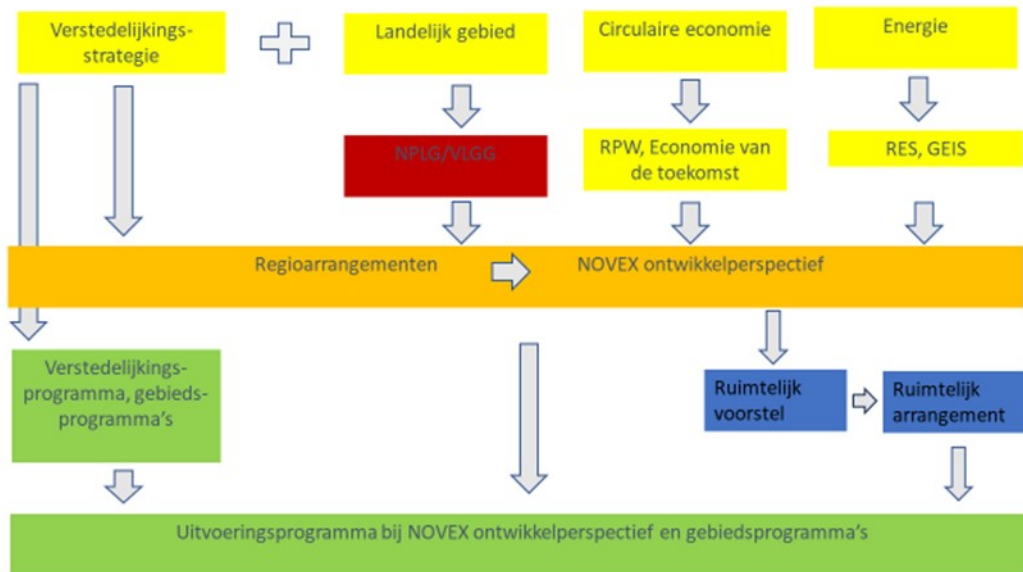 Verstedelijkings-
strategie
Landelijk gebied
Circulaire economie
Energie
NPLG/VLGG
RPW, Economie van
de toekomst
RES, GEIS
Regioarrangementen
NOVEX ontwikkelperspectief
Verstedelijkings-
programma, gebieds-
programma's
Ruimtelijk
voorstel
Ruimtelijk
arrangement
Uitvoeringsprogramma bij NOVEX ontwikkelperspectief en gebiedsprogramma's